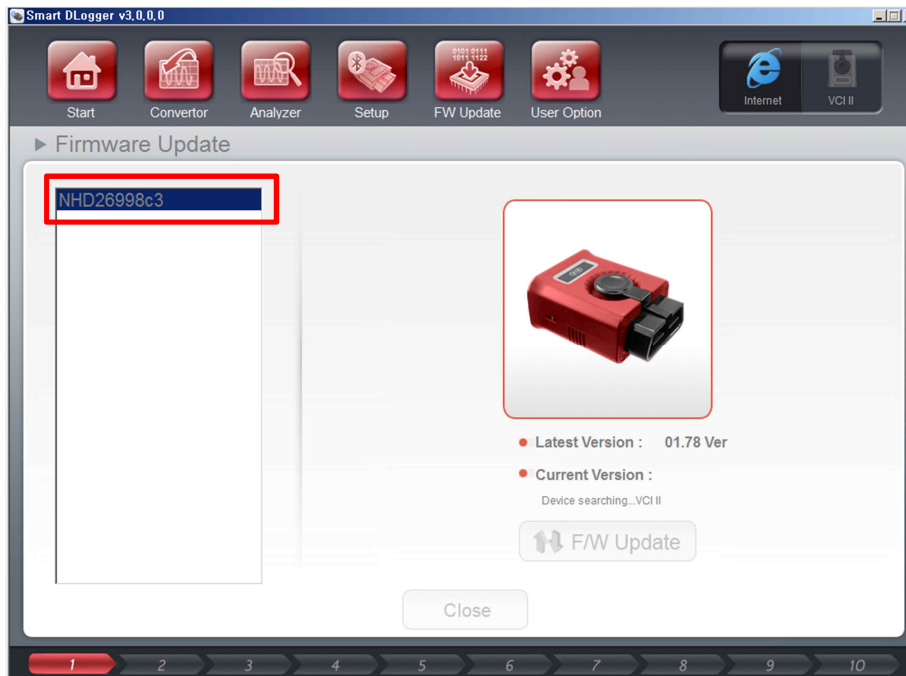 Smart DLogger v3,0,0,0
0101 0111
1011 1122
Start Convertor Analyzer Setup FW Update User Option Internet VCI II
Firmware Update
NHD26998c3
Latest Version : 01.78 Ver
Current Version :
Device searching...VCI II
F/W Update
Close
1 2 3 4 5 6 7 8 9 10